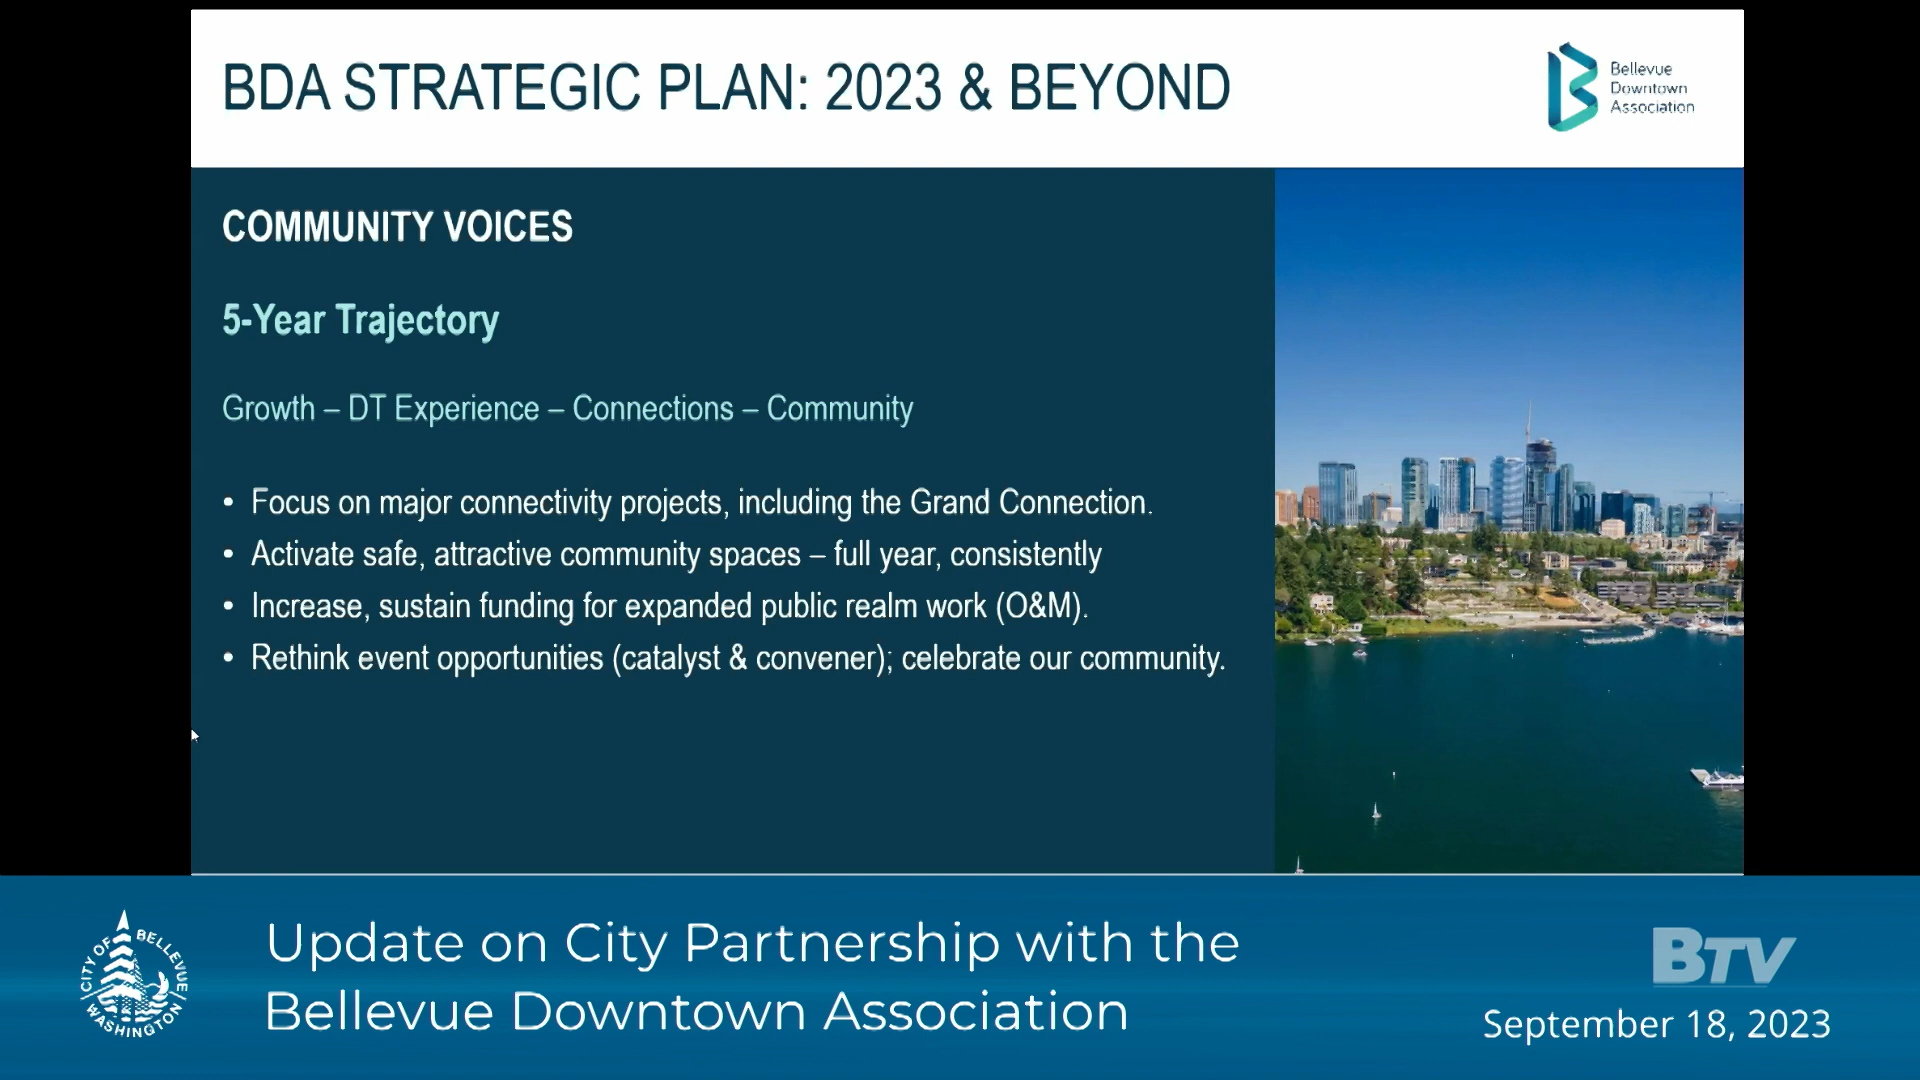 BDA STRATEGIC PLAN: 2023 & BEYOND
Bellevue
Downtown
Association
COMMUNITY VOICES
5-Year Trajectory
Growth – DT Experience – Connections – Community
• Focus on major connectivity projects, including the Grand Connection.
• Activate safe, attractive community spaces – full year, consistently
• Increase, sustain funding for expanded public realm work (O&M).
• Rethink event opportunities (catalyst & convener); celebrate our community.
CITY OF BELLEVUE
WASHINGTON
Update on City Partnership with the
Bellevue Downtown Association
BTV
September 18, 2023